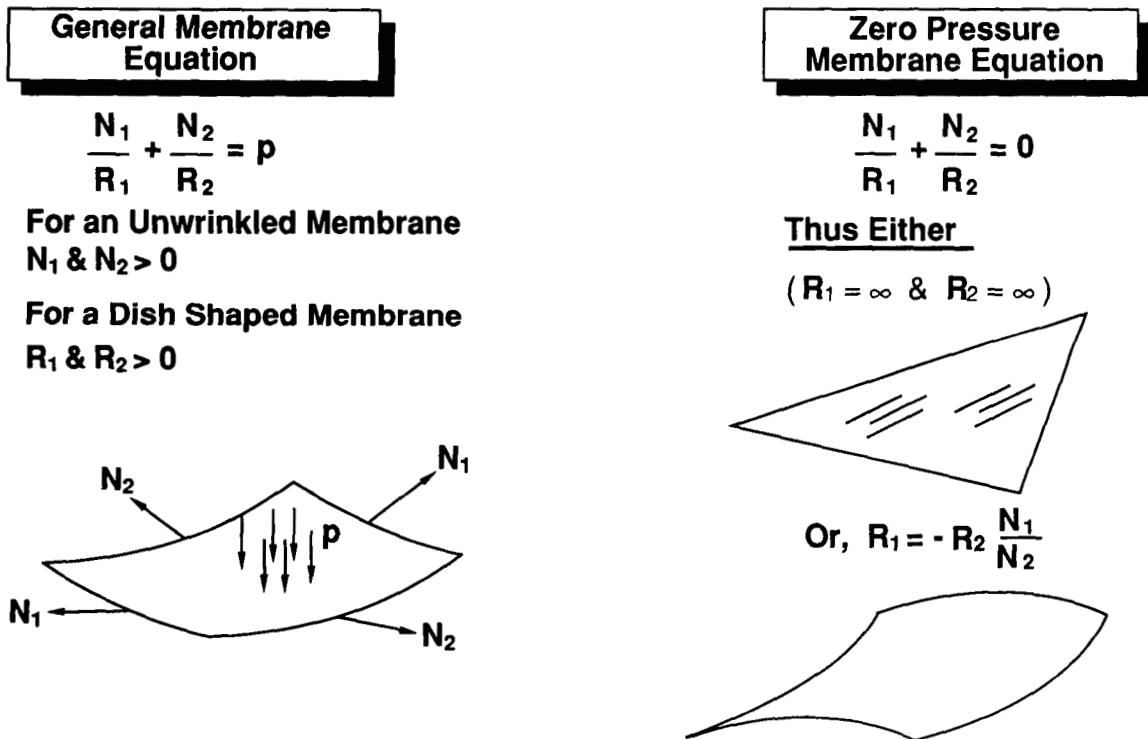 General Membrane
Equation
N₁/R₁ + N₂/R₂ = p
For an Unwrinkled Membrane
N₁ & N₂ > 0
For a Dish Shaped Membrane
R₁ & R₂ > 0
N₂
N₁
p
N₁
N₂
Zero Pressure
Membrane Equation
N₁/R₁ + N₂/R₂ = 0
Thus Either
( R₁ = ∞ & R₂ = ∞ )
Or, R₁ = - R₂ N₁/N₂